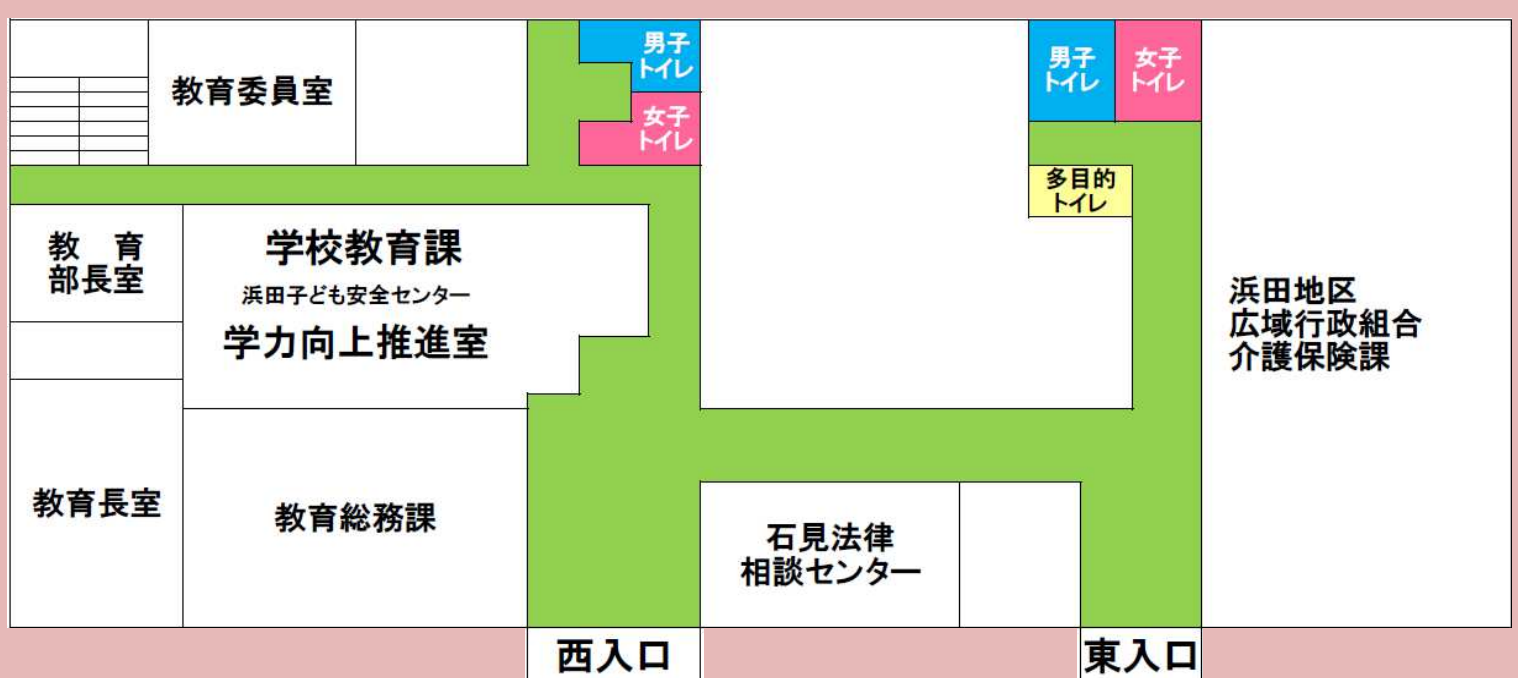 教育委員室
男子
トイレ
女子
トイレ
男子
トイレ
女子
トイレ
多目的
トイレ
教　育
部長室
学校教育課
浜田子ども安全センター
学力向上推進室
浜田地区
広域行政組合
介護保険課
教育長室
教育総務課
石見法律
相談センター
西入口
東入口